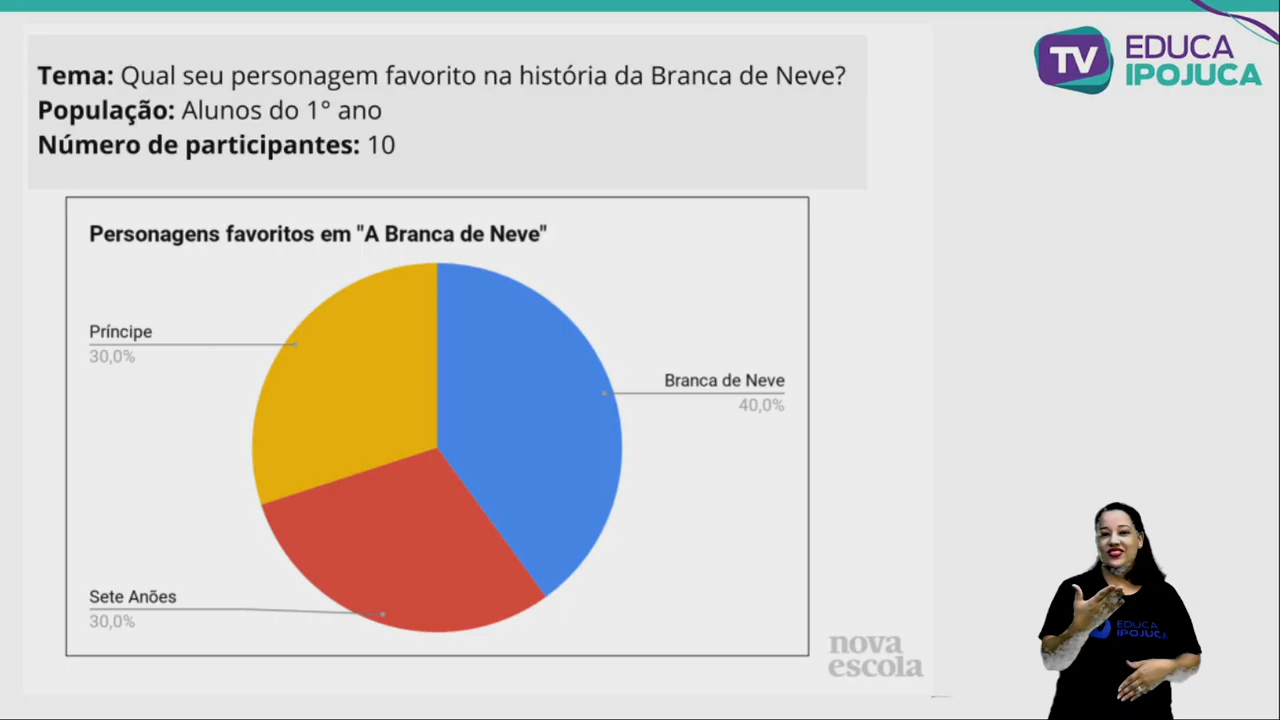 Tema: Qual seu personagem favorito na história da Branca de Neve?
População: Alunos do 1° ano
Número de participantes: 10
TV EDUCA
IPOJUCA
Personagens favoritos em "A Branca de Neve"
Príncipe
30,0%
Branca de Neve
40,0%
Sete Anões
30,0%
nova
escola
EDUCA
IPOJUCA